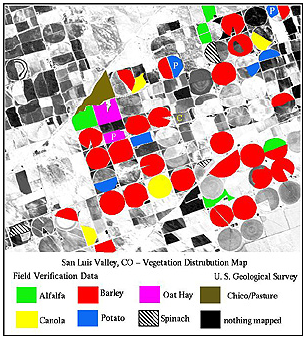 P
P
C
P
San Luis Valley, CO – Vegetation Distrubution Map
Field Verification Data
U. S. Geological Survey
Alfalfa
Barley
Oat Hay
Chico/Pasture
Canola
Potato
Spinach
nothing mapped